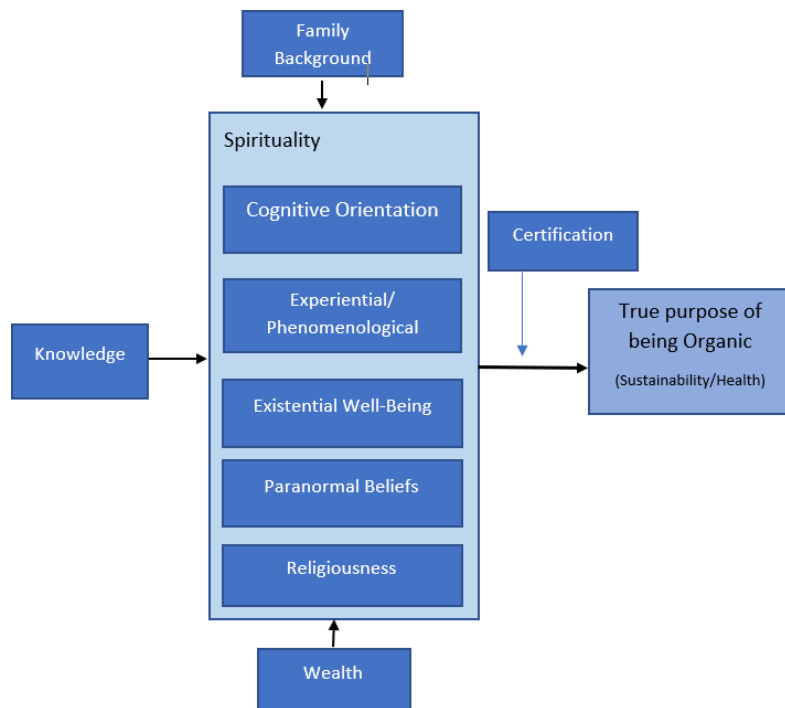 Family
Background
Spirituality
Cognitive Orientation
Certification
Experiential/
Phenomenological
True purpose of
being Organic
(Sustainability/Health)
Knowledge
Existential Well-Being
Paranormal Beliefs
Religiousness
Wealth